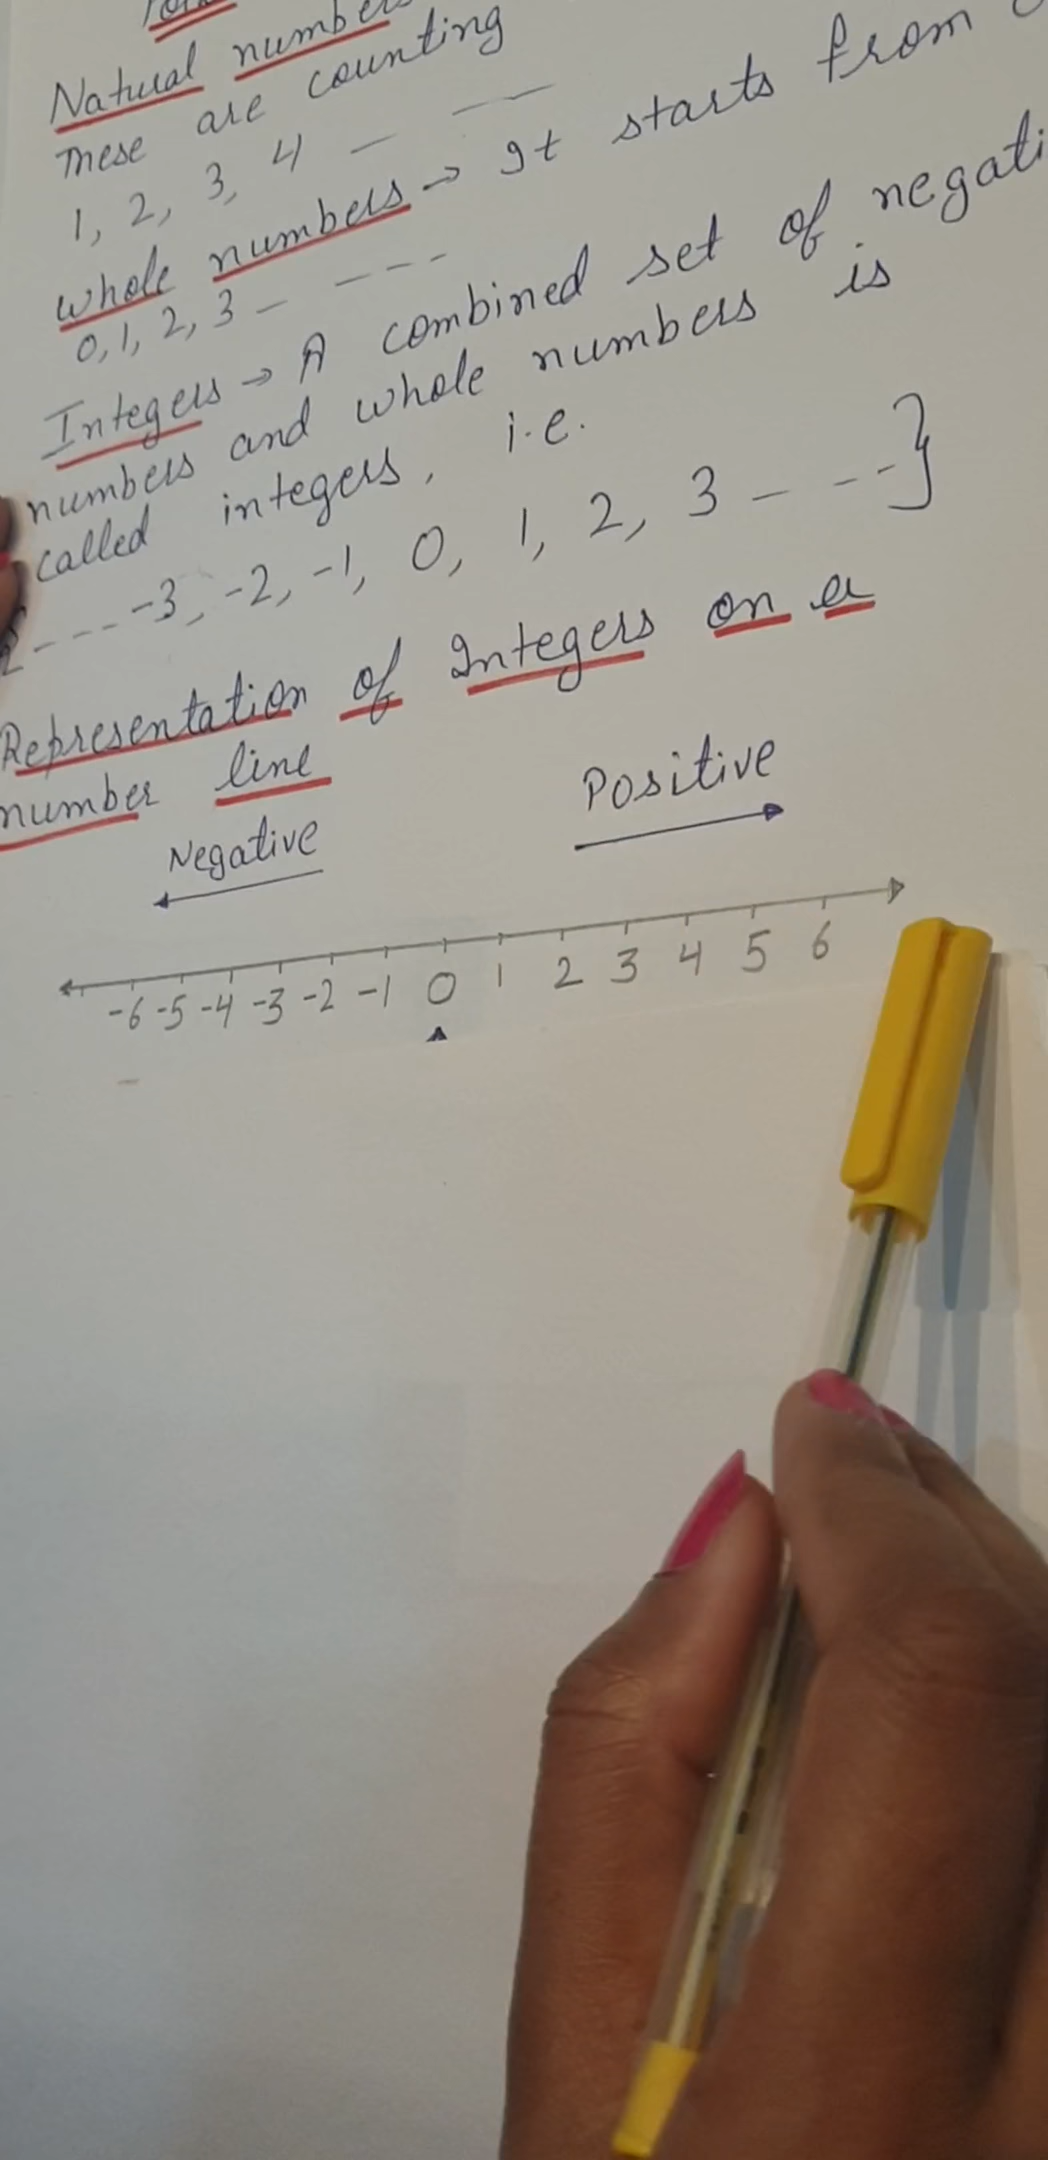 Natural numbe
These are counting
1, 2, 3, 4 — ——
whole numbers → It starts from
0, 1, 2, 3 — - - - -
Integers → A combined set of negati
numbers and whole numbers is
called integers, i.e.
{ - - - - -3, -2, -1, 0, 1, 2, 3 - - - }
Representation of Integers on a
number line
Negative Positive
-6 -5 -4 -3 -2 -1 0 1 2 3 4 5 6